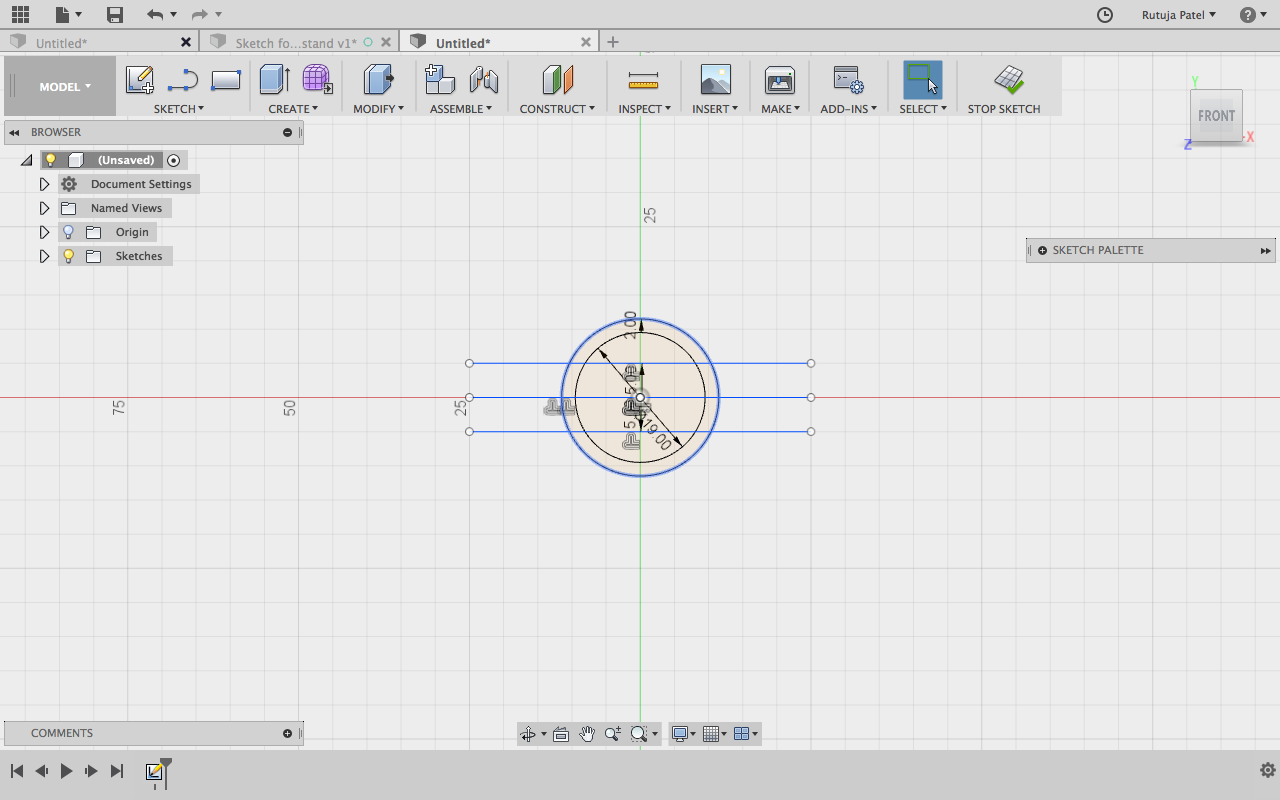 Rutuja Patel
?
Untitled*
Sketch fo...stand v1*
Untitled*
MODEL
SKETCH
CREATE
MODIFY
ASSEMBLE
CONSTRUCT
INSPECT
INSERT
MAKE
ADD-INS
SELECT
STOP SKETCH
BROWSER
(Unsaved)
Document Settings
Named Views
Origin
Sketches
Y
FRONT
X
Z
SKETCH PALETTE
25
2.00
5.00
75
50
25
19.00
COMMENTS